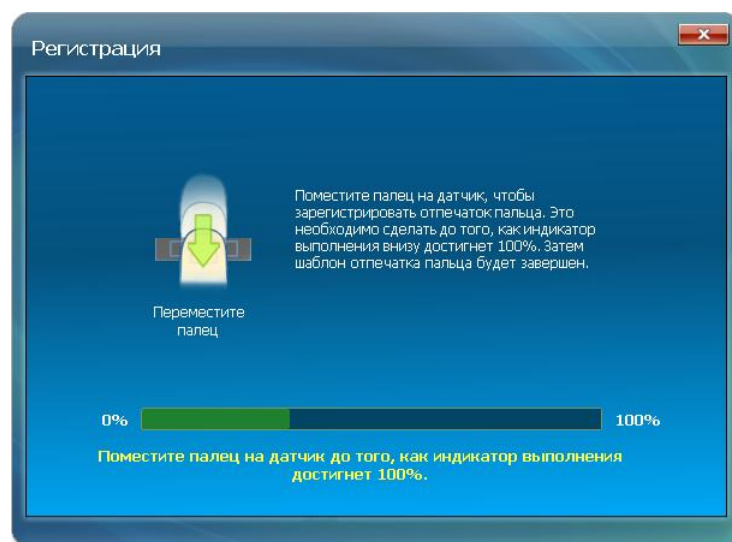 Регистрация
Поместите палец на датчик, чтобы
зарегистрировать отпечаток пальца. Это
необходимо сделать до того, как индикатор
выполнения внизу достигнет 100%. Затем
шаблон отпечатка пальца будет завершен.
Переместите
палец
0% 100%
Поместите палец на датчик до того, как индикатор выполнения
достигнет 100%.